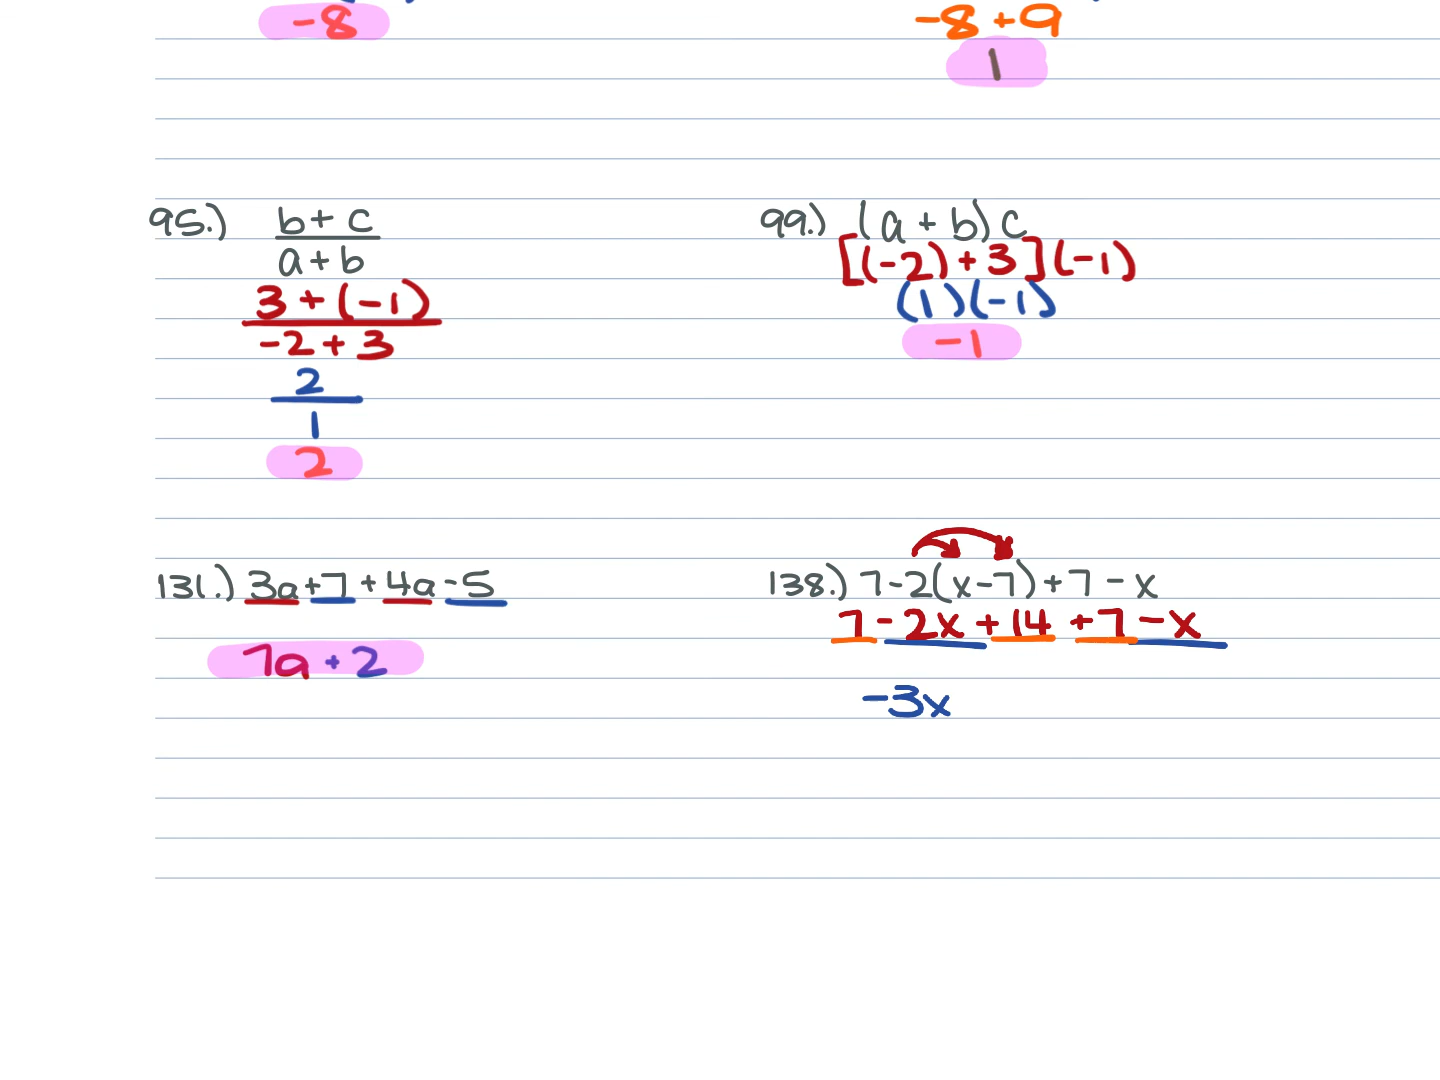 -8
-8 + 9
1
95.) b + c
a + b
3 + (-1)
-2 + 3
2
1
2
99.) (a + b) c
[(-2) + 3] (-1)
(1)(-1)
-1
131.) 3a + 7 + 4a - 5
7a + 2
138.) 7 - 2(x - 7) + 7 - x
7 - 2x + 14 + 7 - x
-3x